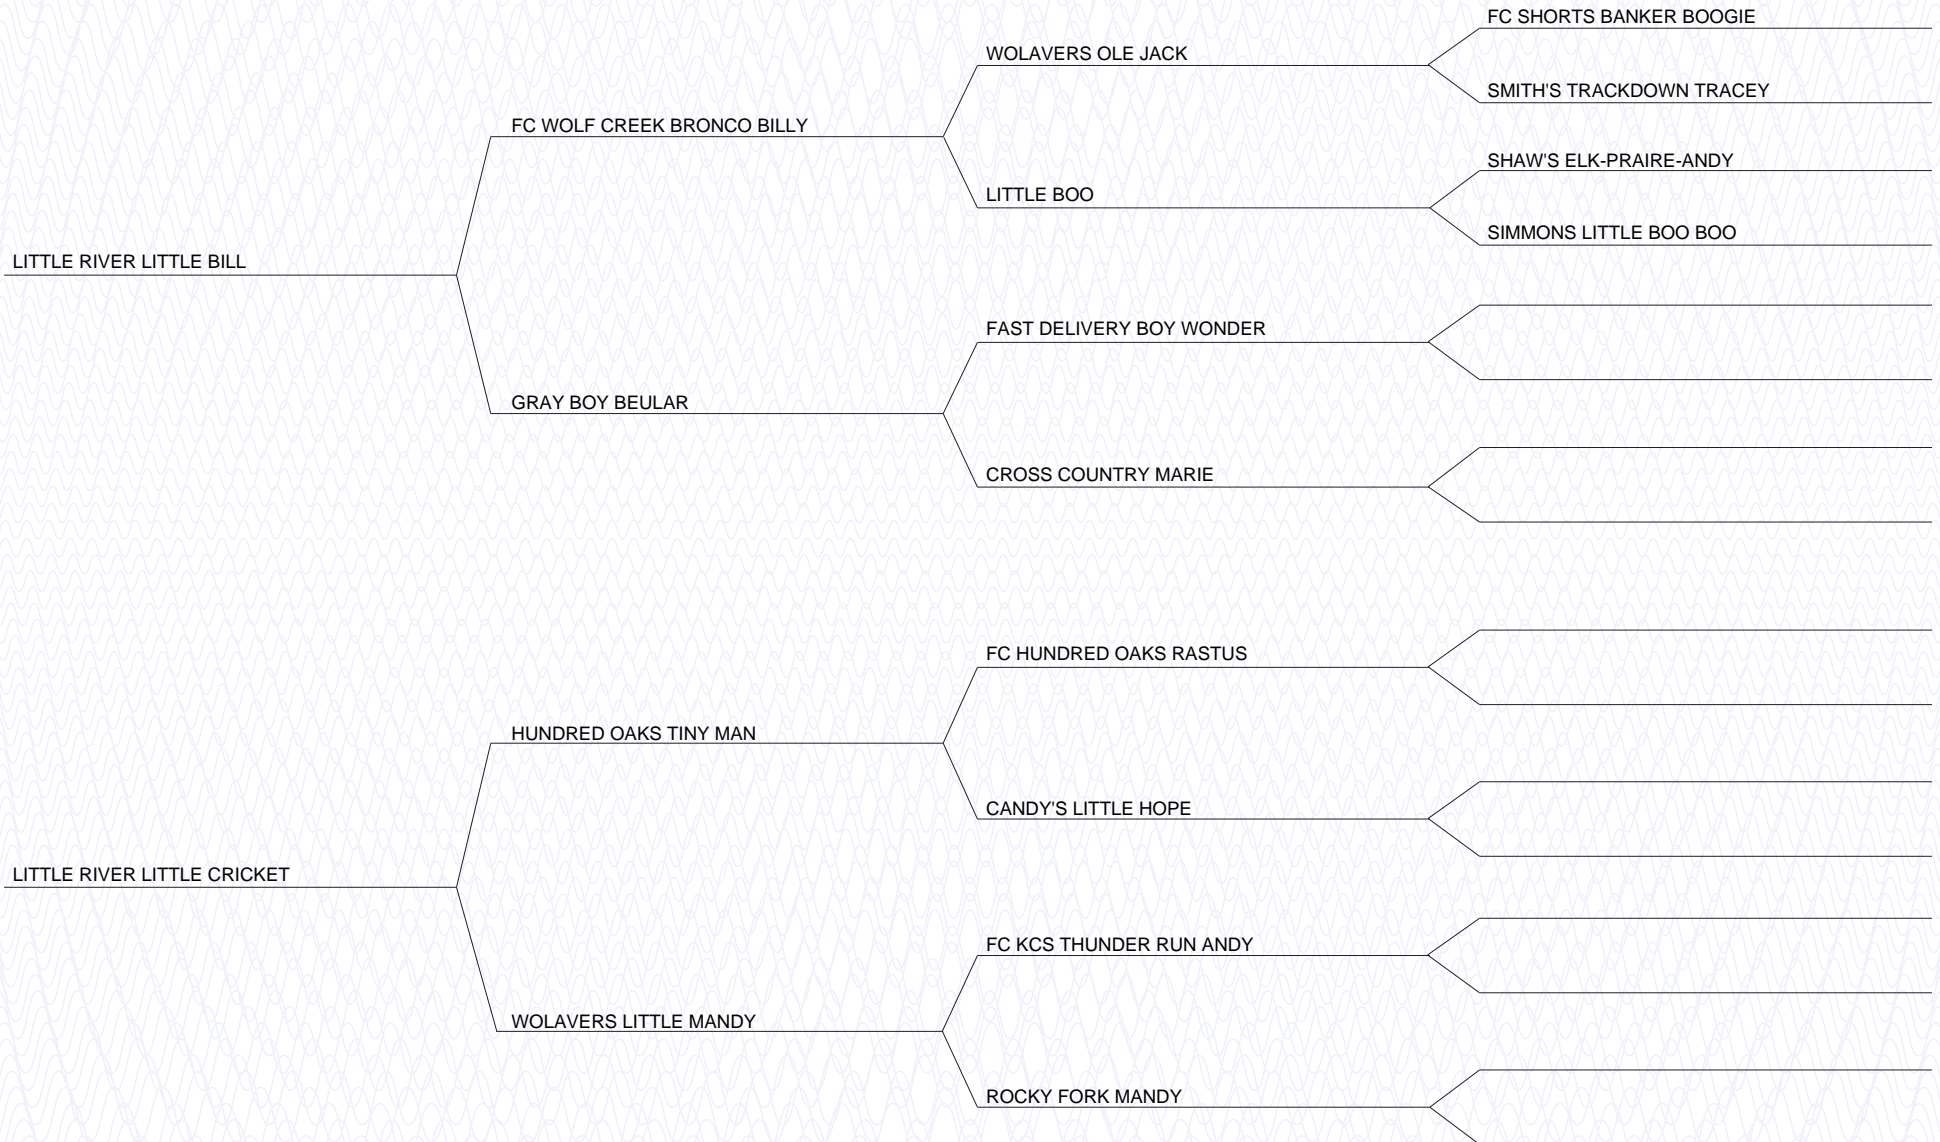 FC SHORTS BANKER BOOGIE
WOLAVERS OLE JACK
SMITH'S TRACKDOWN TRACEY
FC WOLF CREEK BRONCO BILLY
SHAW'S ELK-PRAIRE-ANDY
LITTLE BOO
SIMMONS LITTLE BOO BOO
LITTLE RIVER LITTLE BILL
FAST DELIVERY BOY WONDER
GRAY BOY BEULAR
CROSS COUNTRY MARIE
FC HUNDRED OAKS RASTUS
HUNDRED OAKS TINY MAN
CANDY'S LITTLE HOPE
LITTLE RIVER LITTLE CRICKET
FC KCS THUNDER RUN ANDY
WOLAVERS LITTLE MANDY
ROCKY FORK MANDY